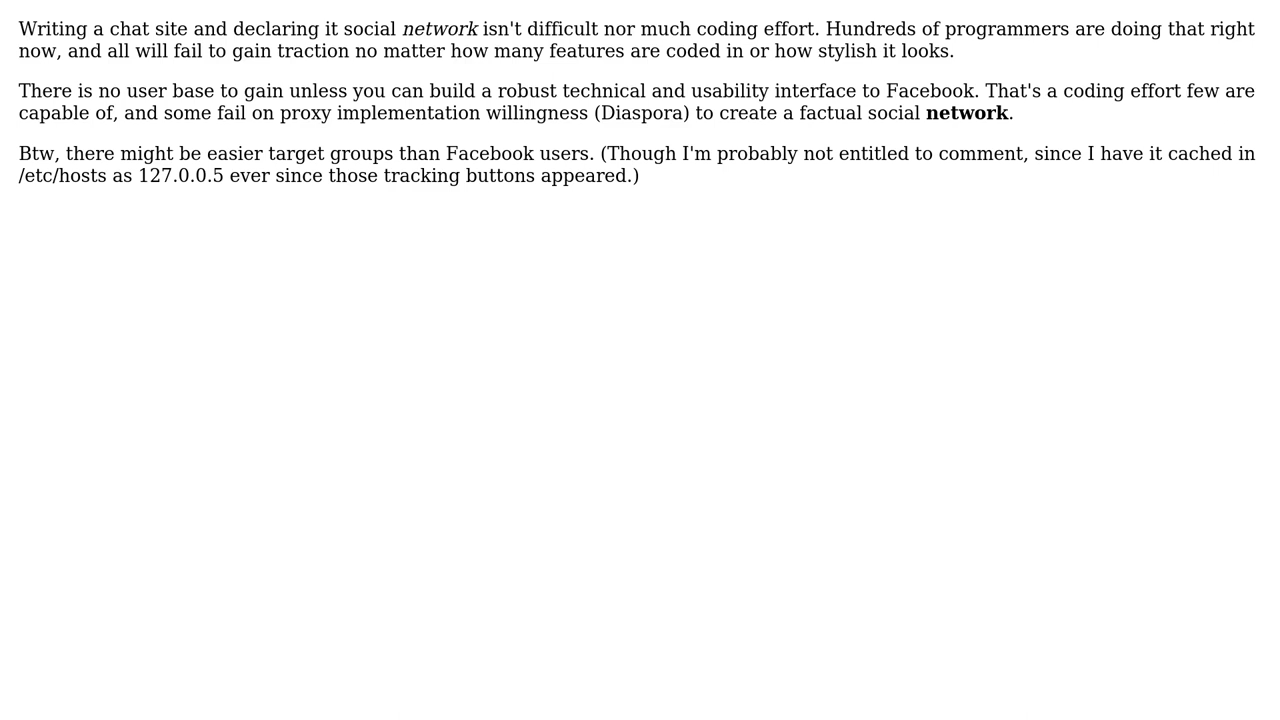 Writing a chat site and declaring it social network isn't difficult nor much coding effort. Hundreds of programmers are doing that right
now, and all will fail to gain traction no matter how many features are coded in or how stylish it looks.
There is no user base to gain unless you can build a robust technical and usability interface to Facebook. That's a coding effort few are
capable of, and some fail on proxy implementation willingness (Diaspora) to create a factual social network.
Btw, there might be easier target groups than Facebook users. (Though I'm probably not entitled to comment, since I have it cached in
/etc/hosts as 127.0.0.5 ever since those tracking buttons appeared.)